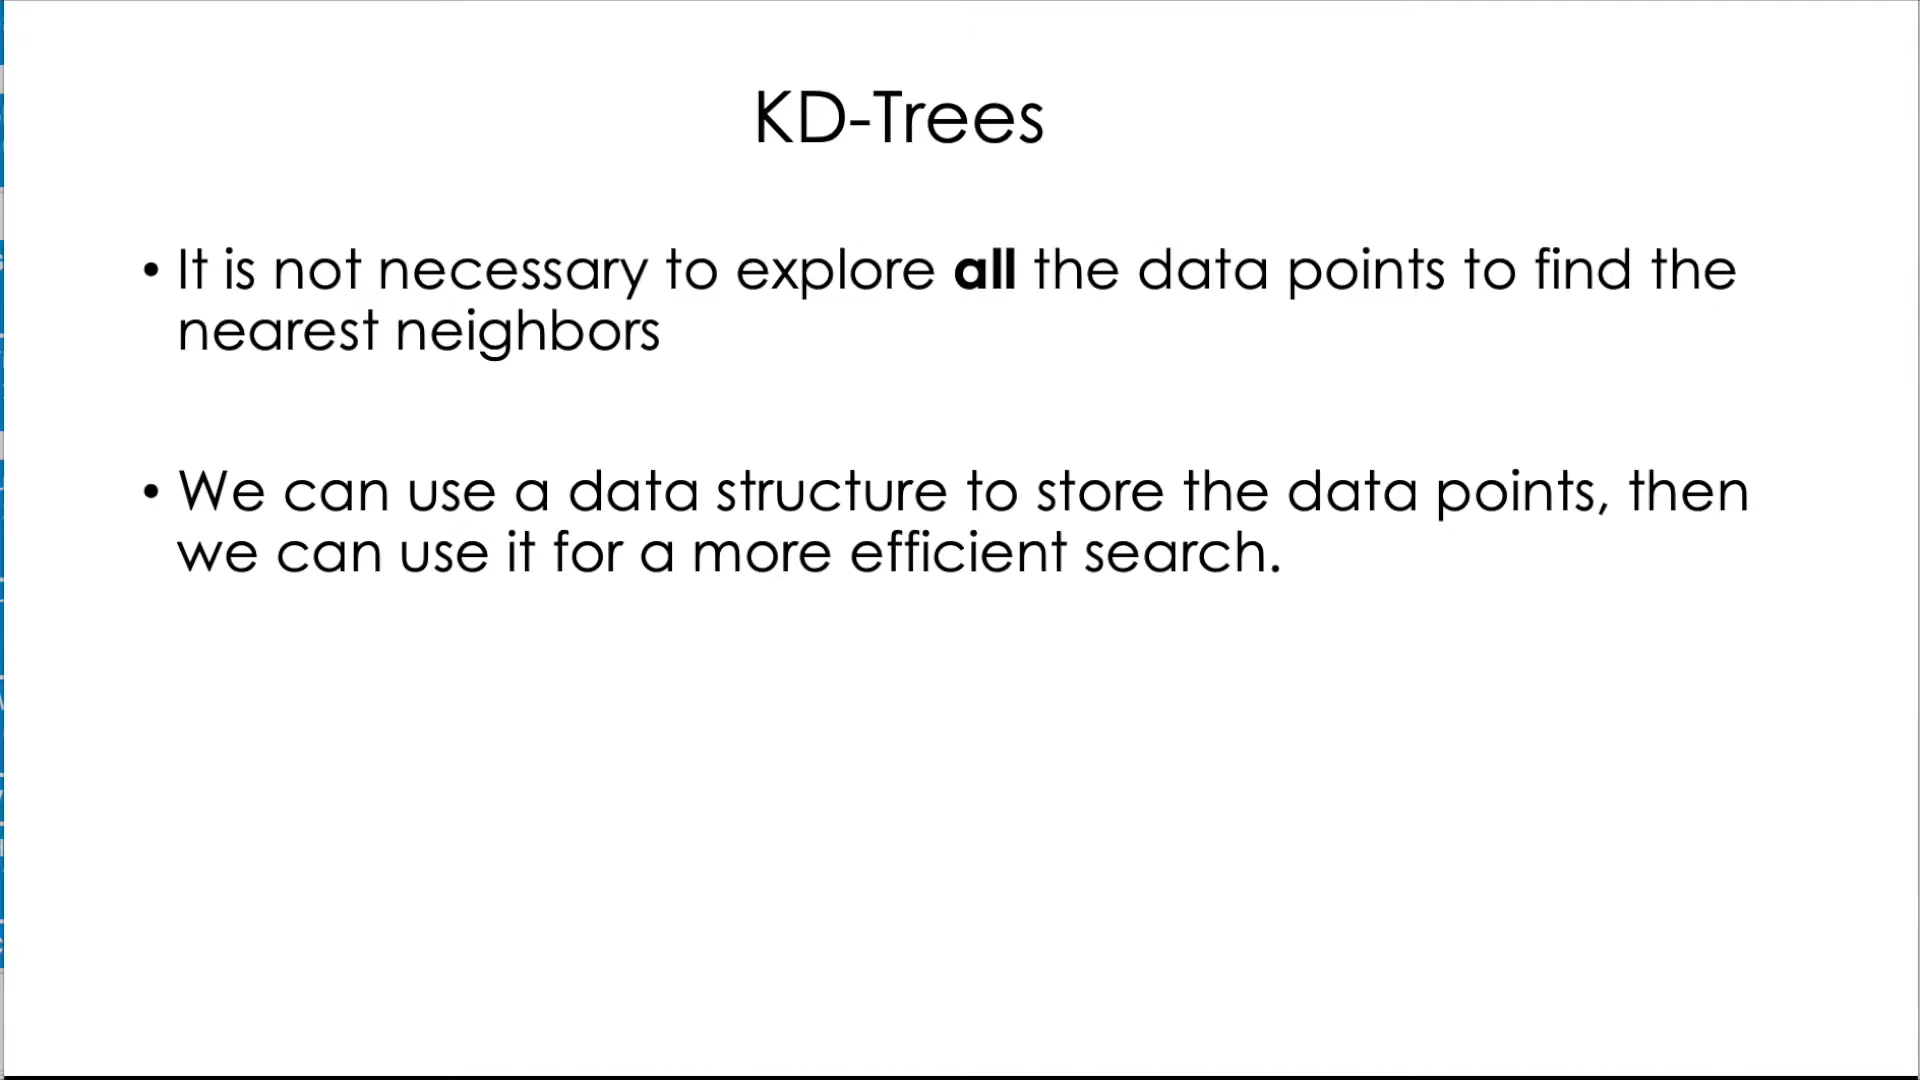 KD-Trees
• It is not necessary to explore all the data points to find the
nearest neighbors
• We can use a data structure to store the data points, then
we can use it for a more efficient search.